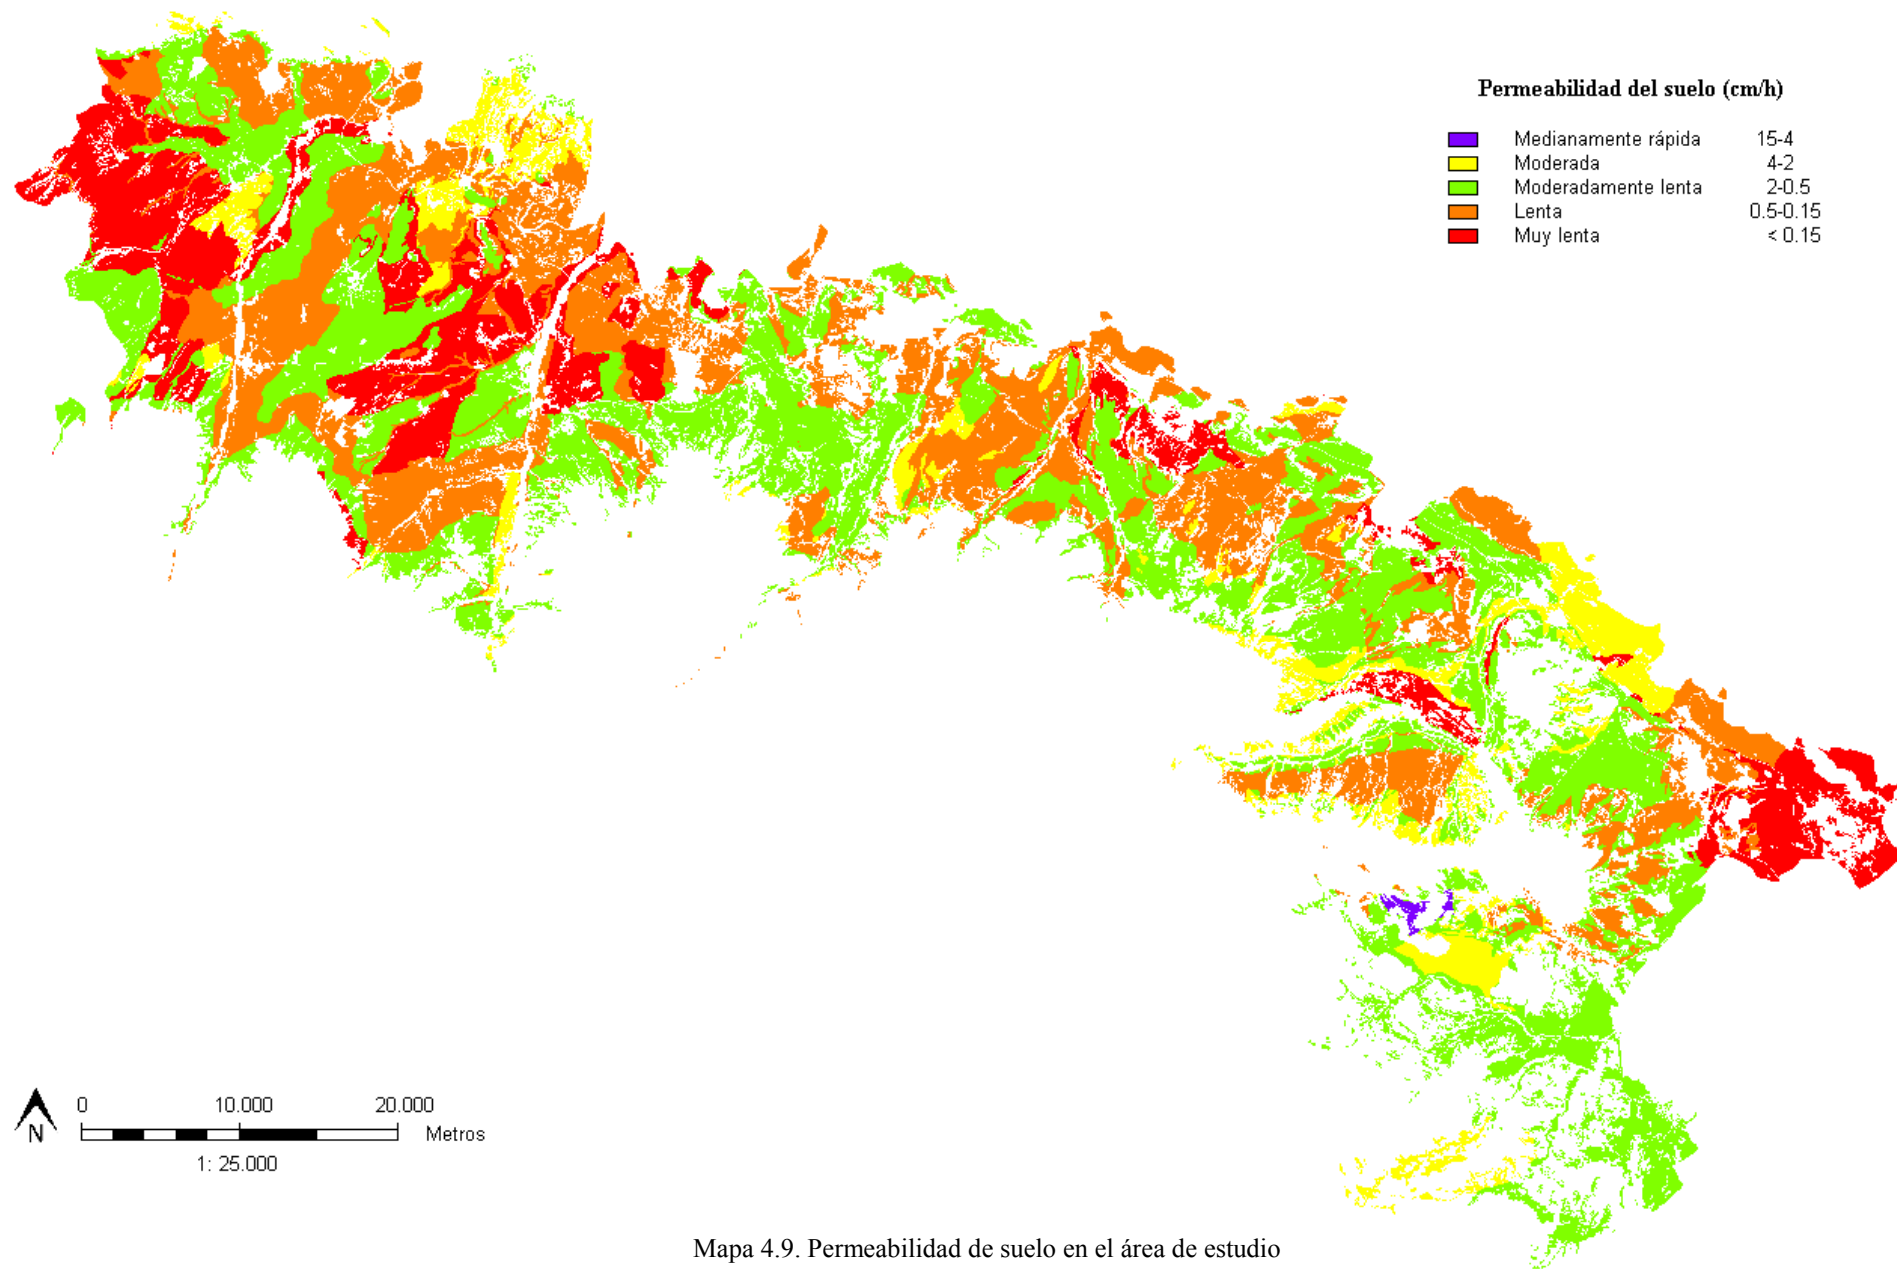 Permeabilidad del suelo (cm/h)
Medianamente rápida 15-4
Moderada 4-2
Moderadamente lenta 2-0.5
Lenta 0.5-0.15
Muy lenta < 0.15
0 10.000 20.000
N
Metros
1: 25.000
Mapa 4.9. Permeabilidad de suelo en el área de estudio